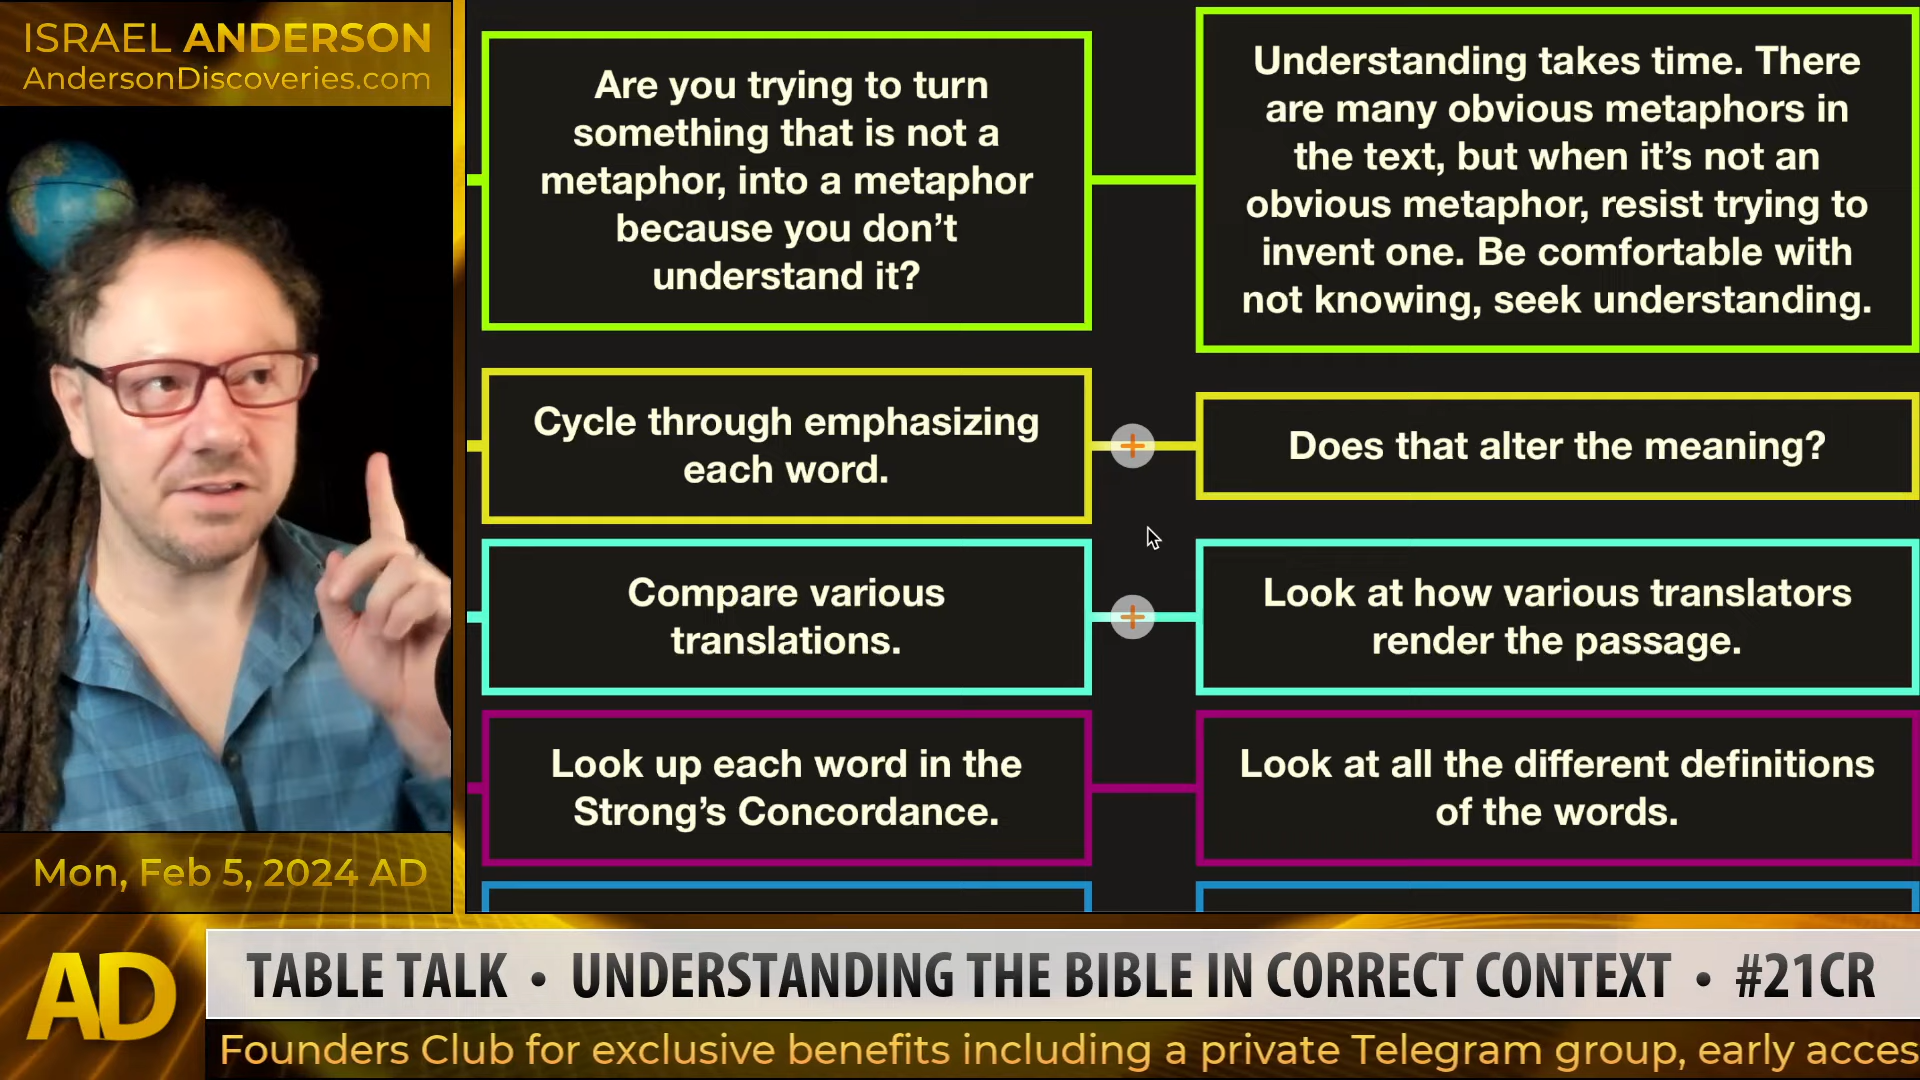 ISRAEL ANDERSON
AndersonDiscoveries.com
Are you trying to turn
something that is not a
metaphor, into a metaphor
because you don’t
understand it?
Understanding takes time. There
are many obvious metaphors in
the text, but when it’s not an
obvious metaphor, resist trying to
invent one. Be comfortable with
not knowing, seek understanding.
Cycle through emphasizing
each word.
Does that alter the meaning?
Compare various
translations.
Look at how various translators
render the passage.
Look up each word in the
Strong’s Concordance.
Look at all the different definitions
of the words.
Mon, Feb 5, 2024 AD
AD
TABLE TALK • UNDERSTANDING THE BIBLE IN CORRECT CONTEXT • #21CR
Founders Club for exclusive benefits including a private Telegram group, early acces